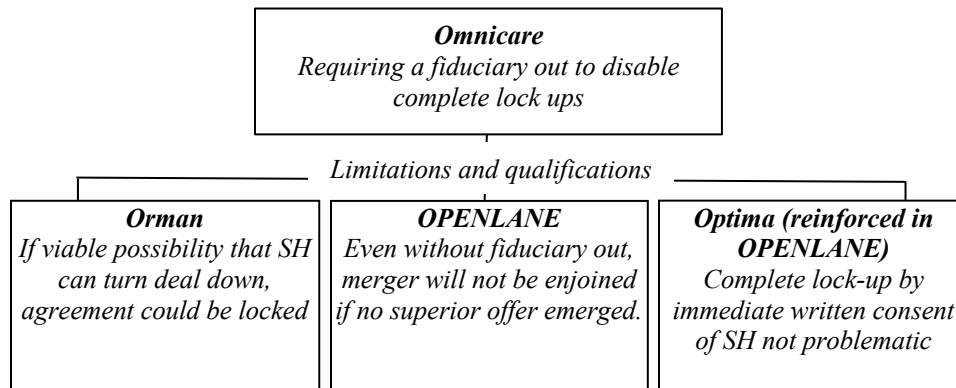 Omnicare
Requiring a fiduciary out to disable
complete lock ups
Limitations and qualifications
Orman
If viable possibility that SH
can turn deal down,
agreement could be locked
OPENLANE
Even without fiduciary out,
merger will not be enjoined
if no superior offer emerged.
Optima (reinforced in
OPENLANE)
Complete lock-up by
immediate written consent
of SH not problematic